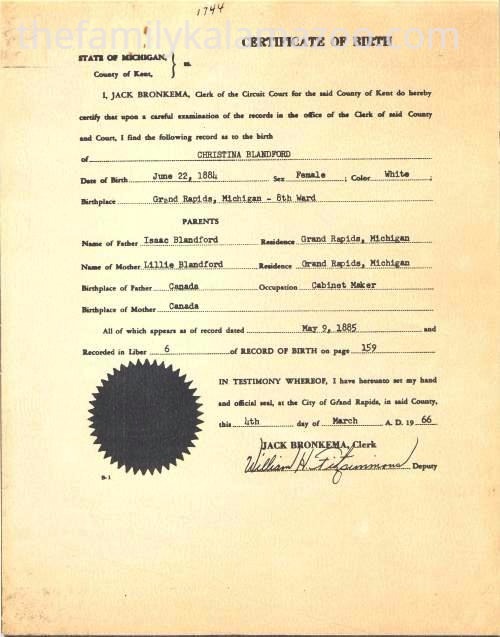 1744
thefamilykalamazoo.com
CERTIFICATE OF BIRTH
STATE OF MICHIGAN, } ss.
County of Kent,
I, JACK BRONKEMA, Clerk of the Circuit Court for the said County of Kent do hereby
certify that upon a careful examination of the records in the office of the Clerk of said County
and Court, I find the following record as to the birth
of CHRISTINA BLANDFORD
Date of Birth June 22, 1884 Sex Female ; Color White ;
Birthplace Grand Rapids, Michigan - 8th Ward
PARENTS
Name of Father Isaac Blandford Residence Grand Rapids, Michigan
Name of Mother Lillie Blandford Residence Grand Rapids, Michigan
Birthplace of Father Canada Occupation Cabinet Maker
Birthplace of Mother Canada
All of which appears as of record dated May 9, 1885 and
Recorded in Liber 6 of RECORD OF BIRTH on page 159
IN TESTIMONY WHEREOF, I have hereunto set my hand
and official seal, at the City of Grand Rapids, in said County,
this 4th day of March A. D. 19 66
JACK BRONKEMA, Clerk
William H. Fitzsimmons Deputy
B-1